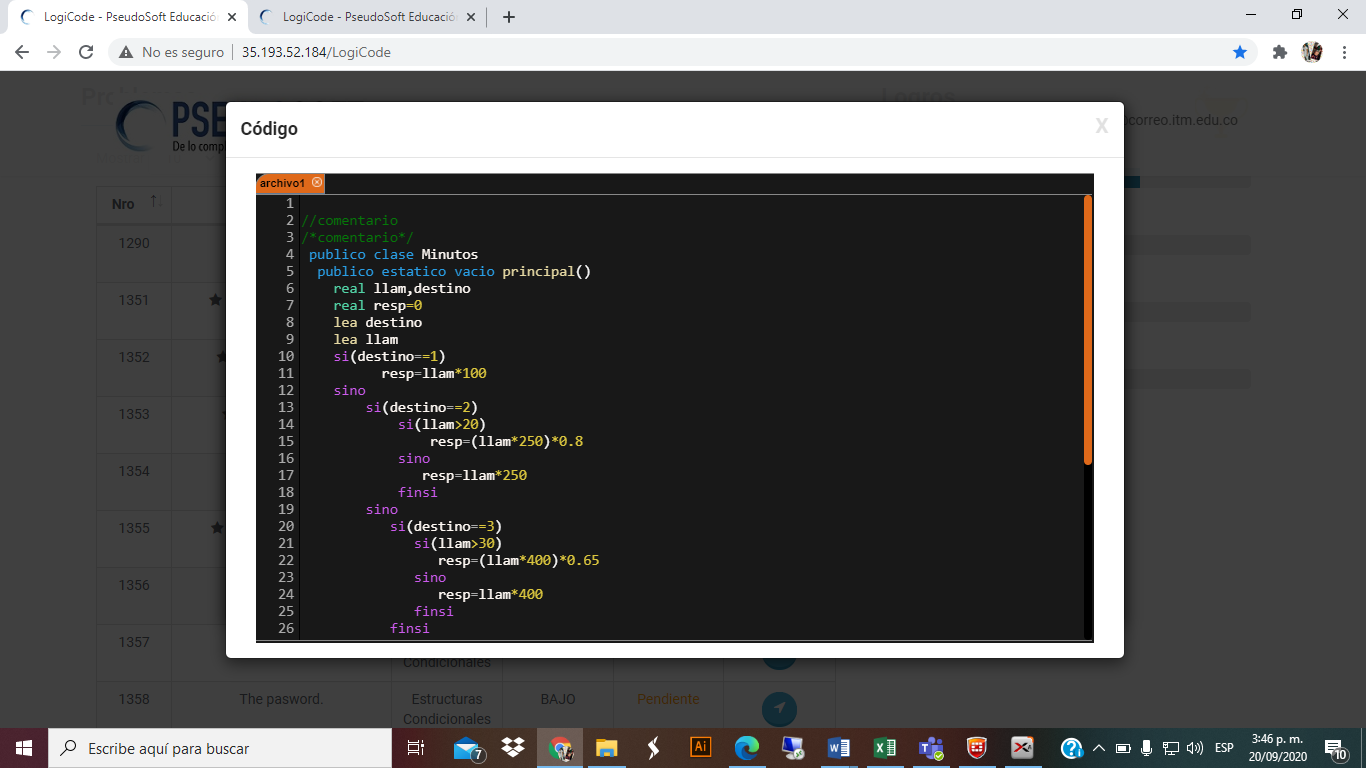 LogiCode - PseudoSoft Educació
LogiCode - PseudoSoft Educació
No es seguro
35.193.52.184/LogiCode
PSE
De lo compl
correo.itm.edu.co
Código
X
archivo1
Nro
1290
1351
1352
1353
1354
1355
1356
1357
1358
1
2 //comentario
3 /*comentario*/
4 publico clase Minutos
5 publico estatico vacio principal()
6 real llam,destino
7 real resp=0
8 lea destino
9 lea llam
10 si(destino==1)
11 resp=llam*100
12 sino
13 si(destino==2)
14 si(llam>20)
15 resp=(llam*250)*0.8
16 sino
17 resp=llam*250
18 finsi
19 sino
20 si(destino==3)
21 si(llam>30)
22 resp=(llam*400)*0.65
23 sino
24 resp=llam*400
25 finsi
26 finsi
Condicionales
The pasword.
Estructuras
Condicionales
BAJO
Pendiente
Escribe aquí para buscar
7
Ai
ESP
3:46 p. m.
20/09/2020
10